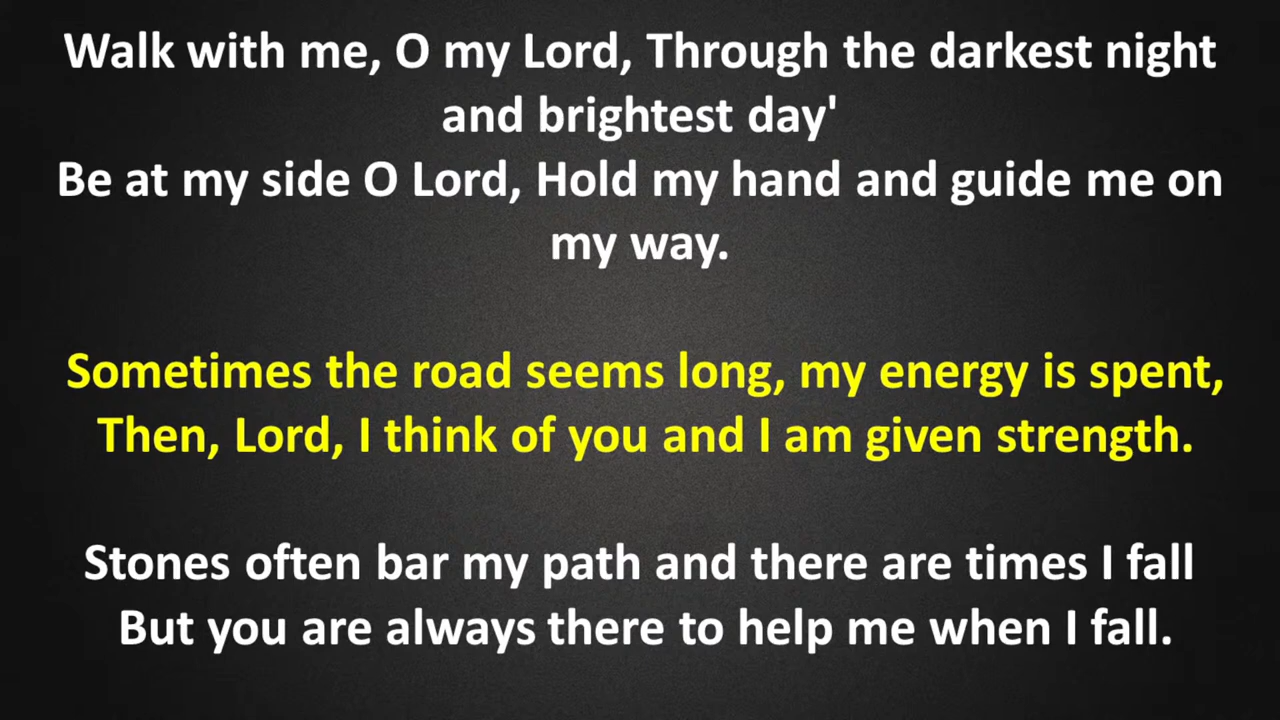 Walk with me, O my Lord, Through the darkest night
and brightest day'
Be at my side O Lord, Hold my hand and guide me on
my way.
Sometimes the road seems long, my energy is spent,
Then, Lord, I think of you and I am given strength.
Stones often bar my path and there are times I fall
But you are always there to help me when I fall.